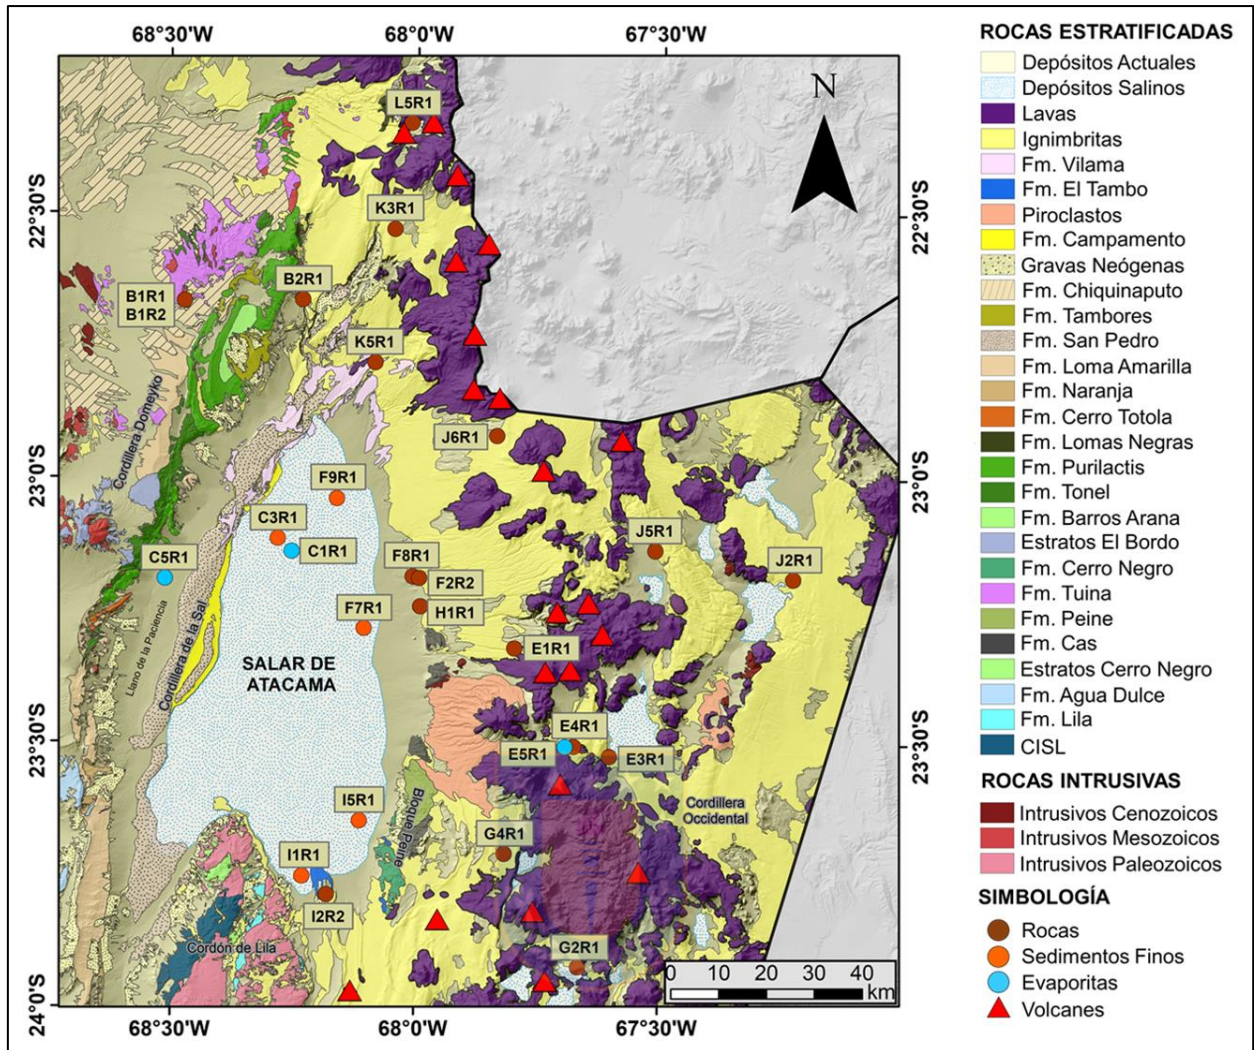 68°30'W
68°0'W
67°30'W
N
22°30'S
23°0'S
23°30'S
24°0'S
22°30'S
23°0'S
23°30'S
L5R1
K3R1
B1R1
B1R2
B2R1
K5R1
J6R1
Cordillera Domeyko
F9R1
C3R1
C1R1
C5R1
F8R1
F2R2
H1R1
F7R1
J5R1
J2R1
E1R1
Llano de la Paciencia
Cordillera de la Sal
SALAR DE
ATACAMA
E4R1
E5R1
E3R1
I5R1
Bloque Peine
G4R1
Cordillera
Occidental
I1R1
I2R2
Cordón de Lila
G2R1
0 10 20 30 40
km
68°30'W
68°0'W
67°30'W
ROCAS ESTRATIFICADAS
Depósitos Actuales
Depósitos Salinos
Lavas
Ignimbritas
Fm. Vilama
Fm. El Tambo
Piroclastos
Fm. Campamento
Gravas Neógenas
Fm. Chiquinaputo
Fm. Tambores
Fm. San Pedro
Fm. Loma Amarilla
Fm. Naranja
Fm. Cerro Totola
Fm. Lomas Negras
Fm. Purilactis
Fm. Tonel
Fm. Barros Arana
Estratos El Bordo
Fm. Cerro Negro
Fm. Tuina
Fm. Peine
Fm. Cas
Estratos Cerro Negro
Fm. Agua Dulce
Fm. Lila
CISL
ROCAS INTRUSIVAS
Intrusivos Cenozoicos
Intrusivos Mesozoicos
Intrusivos Paleozoicos
SIMBOLOGÍA
Rocas
Sedimentos Finos
Evaporitas
Volcanes